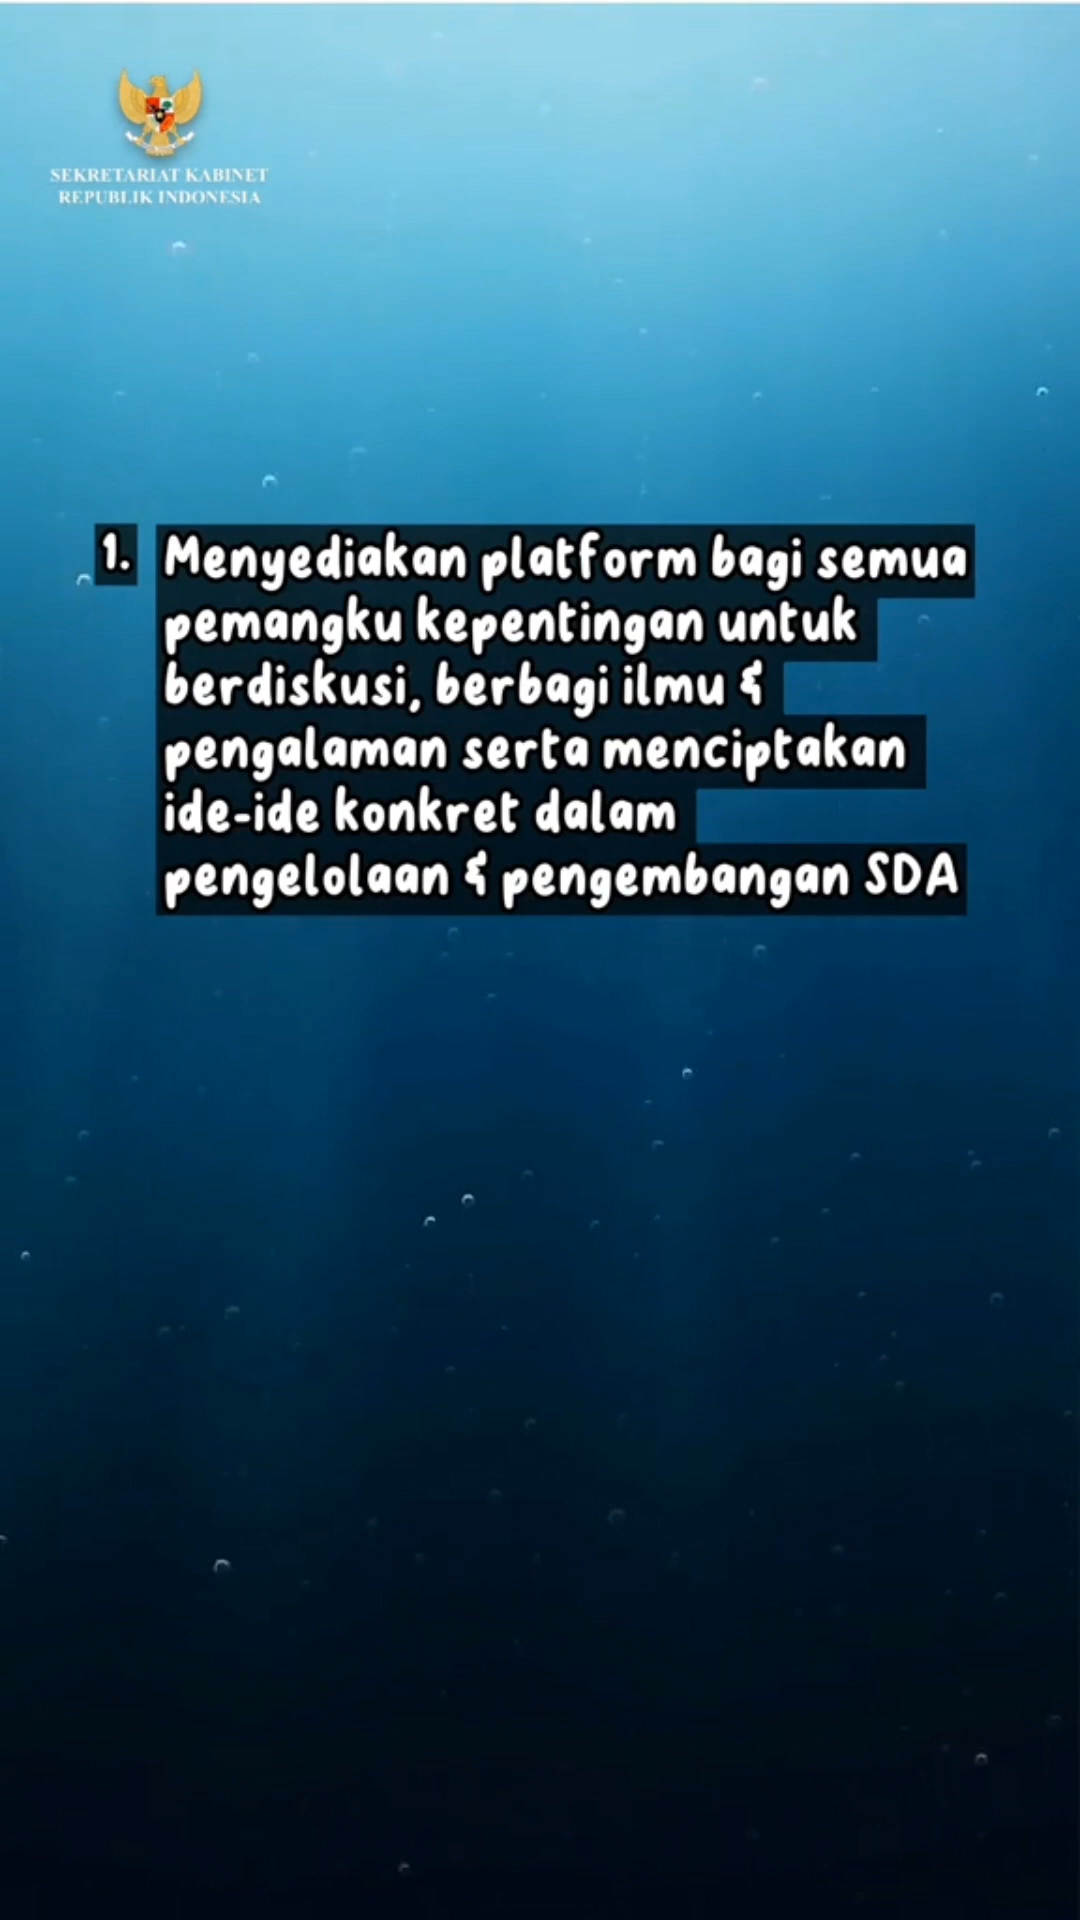 SEKRETARIAT KABINET
REPUBLIK INDONESIA
1. Menyediakan platform bagi semua
pemangku kepentingan untuk
berdiskusi, berbagi ilmu &
pengalaman serta menciptakan
ide-ide konkret dalam
pengelolaan & pengembangan SDA